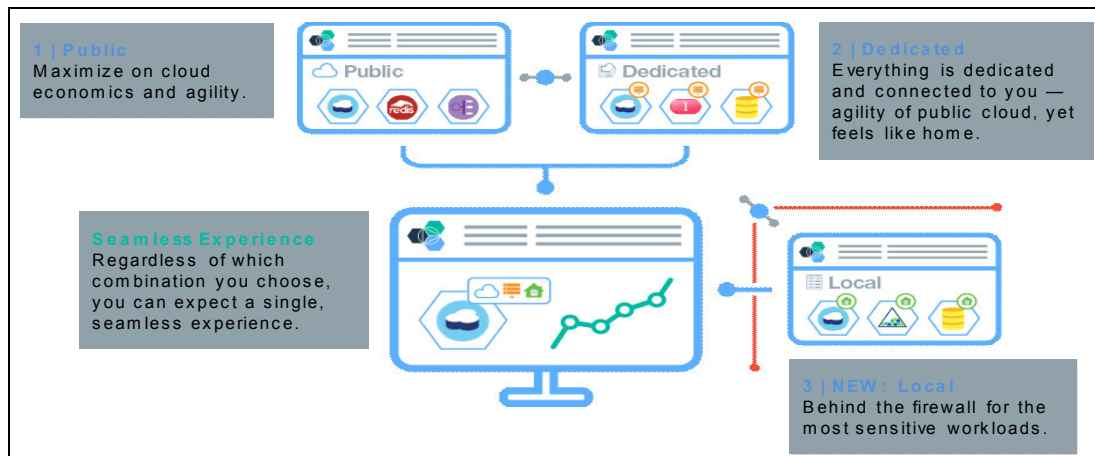 1 | Public
Maximize on cloud
economics and agility.
Public
redis
Dedicated
1
2 | Dedicated
Everything is dedicated
and connected to you —
agility of public cloud, yet
feels like home.
Seamless Experience
Regardless of which
combination you choose,
you can expect a single,
seamless experience.
Local
3 | NEW: Local
Behind the firewall for the
most sensitive workloads.